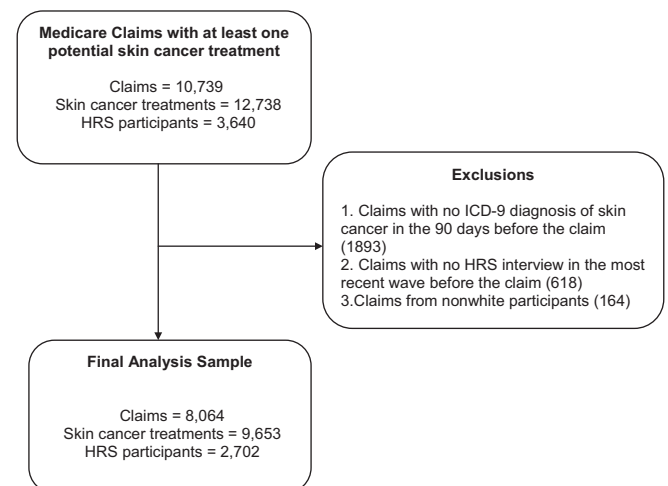 Medicare Claims with at least one
potential skin cancer treatment
Claims = 10,739
Skin cancer treatments = 12,738
HRS participants = 3,640
Exclusions
1. Claims with no ICD-9 diagnosis of skin
cancer in the 90 days before the claim
(1893)
2. Claims with no HRS interview in the most
recent wave before the claim (618)
3.Claims from nonwhite participants (164)
Final Analysis Sample
Claims = 8,064
Skin cancer treatments = 9,653
HRS participants = 2,702